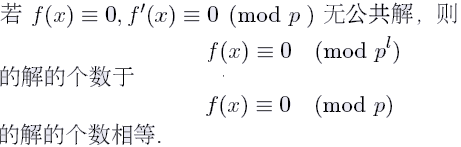 若 f(x) ≡ 0, f′(x) ≡ 0 (mod p) 无公共解，则
f(x) ≡ 0 (mod p^l)
的解的个数于
f(x) ≡ 0 (mod p)
的解的个数相等.